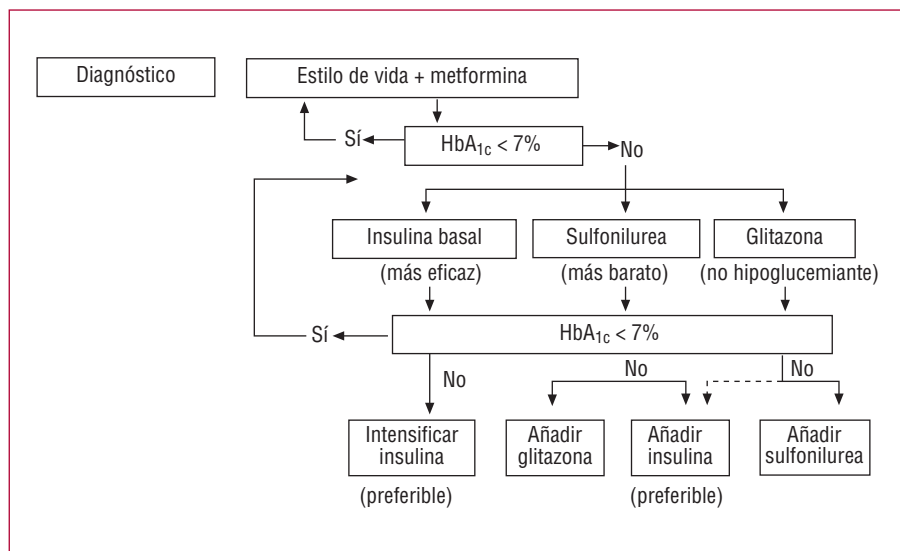 Diagnóstico
Estilo de vida + metformina
Sí
HbA1c < 7%
No
Insulina basal
Sulfonilurea
Glitazona
(más eficaz)
(más barato)
(no hipoglucemiante)
Sí
HbA1c < 7%
No
No
No
Intensificar
insulina
Añadir
glitazona
Añadir
insulina
Añadir
sulfonilurea
(preferible)
(preferible)